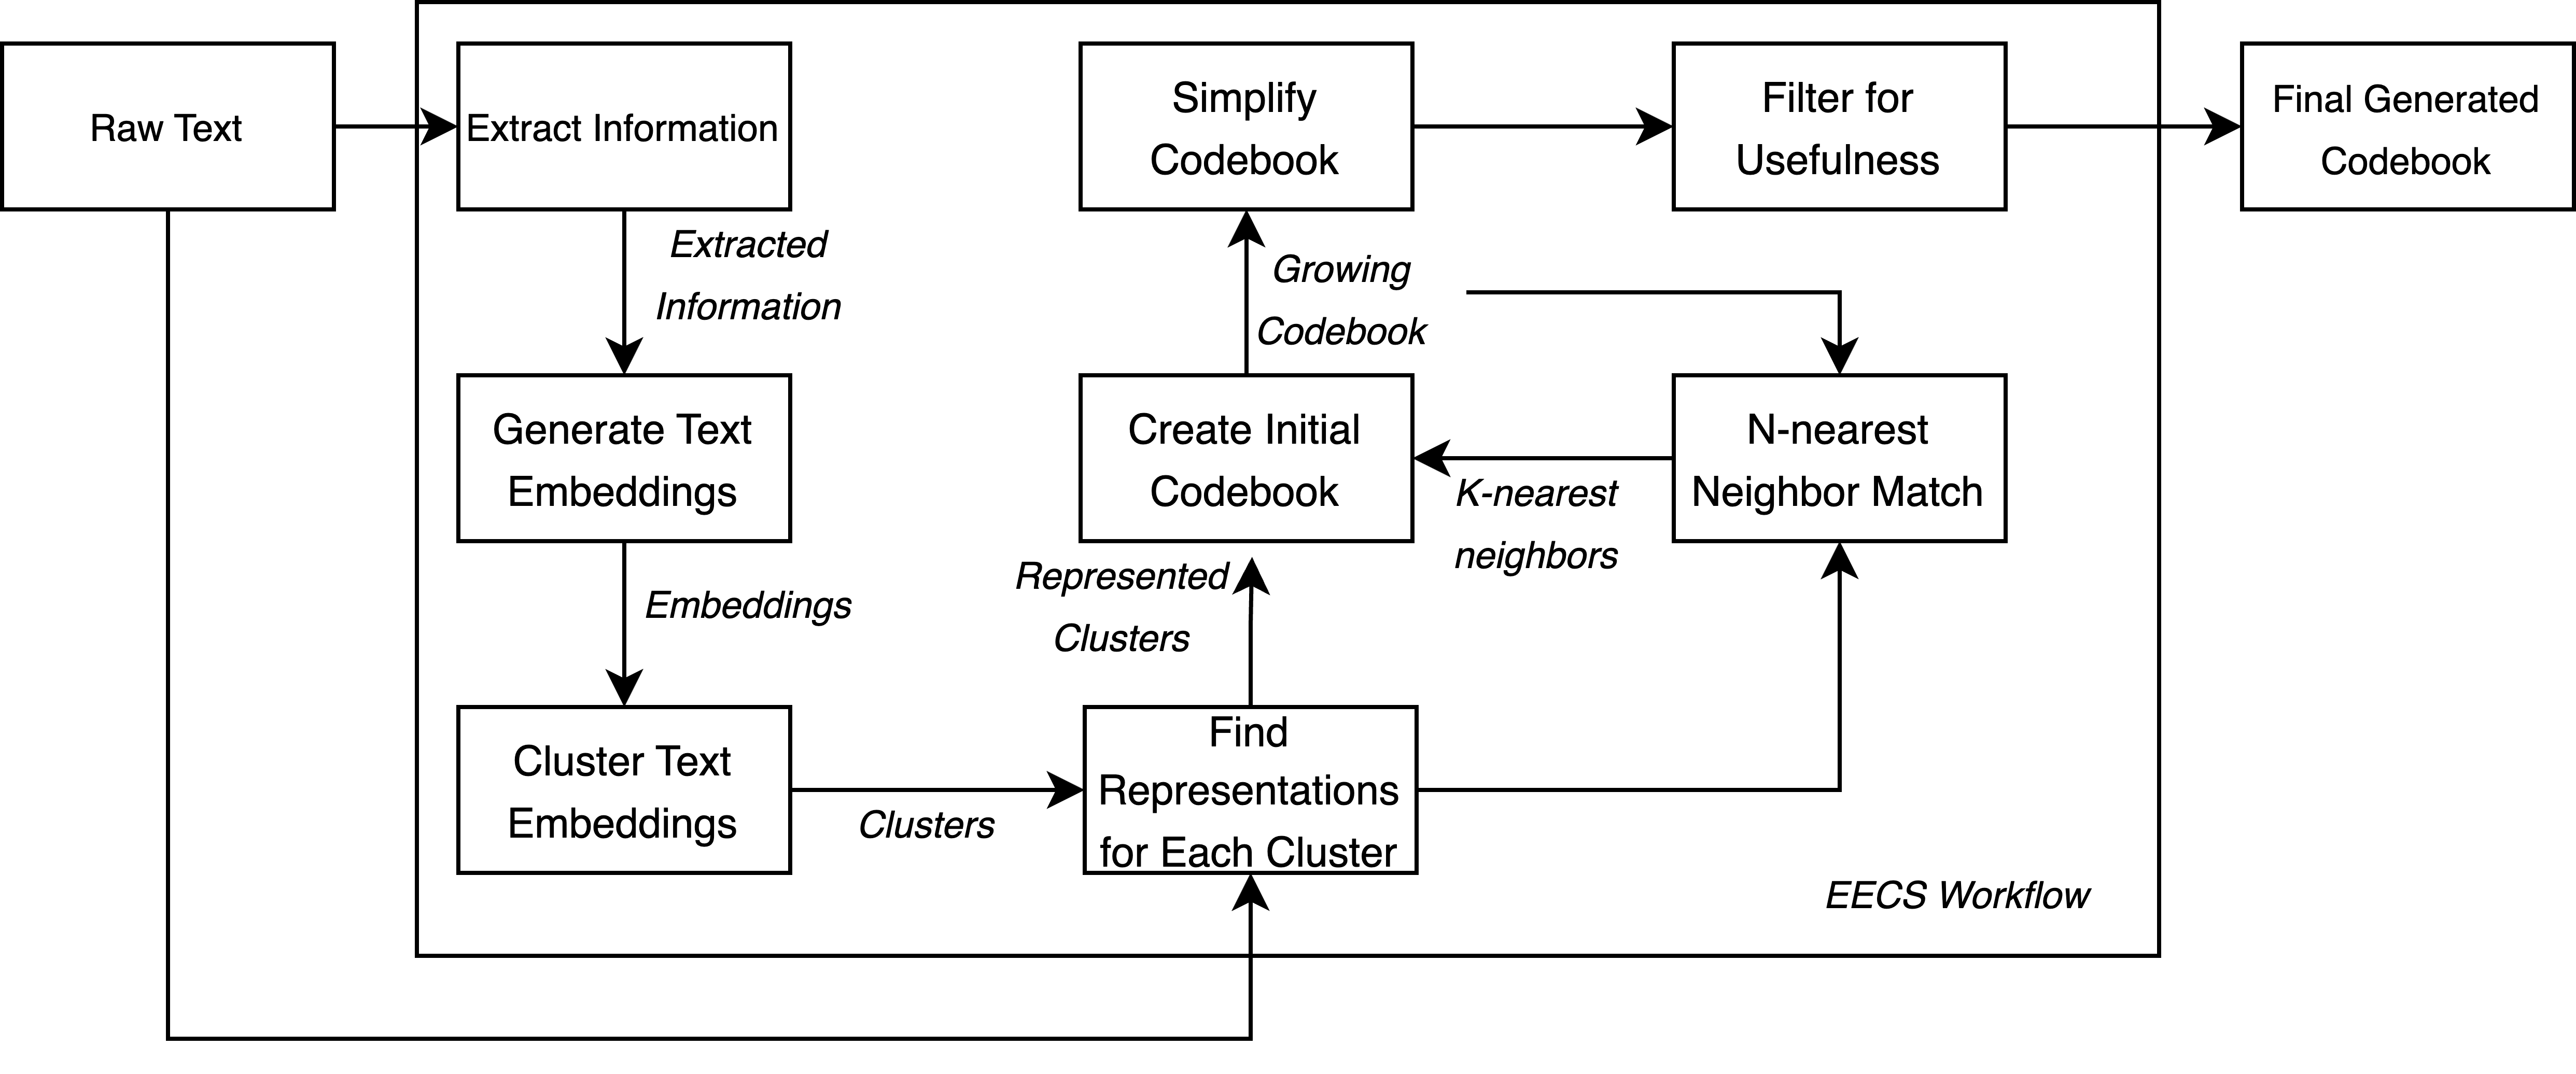 Raw Text
Extract Information
Simplify
Codebook
Filter for
Usefulness
Final Generated
Codebook
Extracted
Information
Growing
Codebook
Generate Text
Embeddings
Create Initial
Codebook
N-nearest
Neighbor Match
K-nearest
neighbors
Embeddings
Represented
Clusters
Cluster Text
Embeddings
Clusters
Find
Representations
for Each Cluster
EECS Workflow